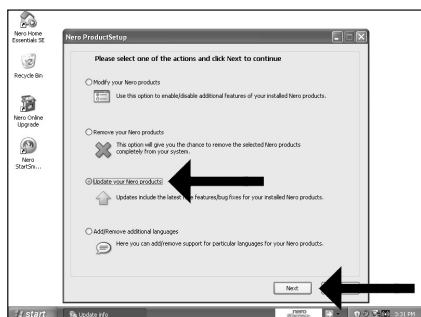 Nero Home
Essentials SE
Recycle Bin
Nero Online
Upgrade
Nero
StartSm...
Nero ProductSetup
Please select one of the actions and click Next to continue
Modify your Nero products
Use this option to enable/disable additional features of your installed Nero products.
Remove your Nero products
This option will give you the chance to remove the selected Nero products
completely from your system.
Update your Nero products
Updates include the latest features/bug fixes for your installed Nero products.
Add/Remove additional languages
Here you can add/remove support for particular languages for your Nero products.
Next
start
Update info
nero
3:31 PM